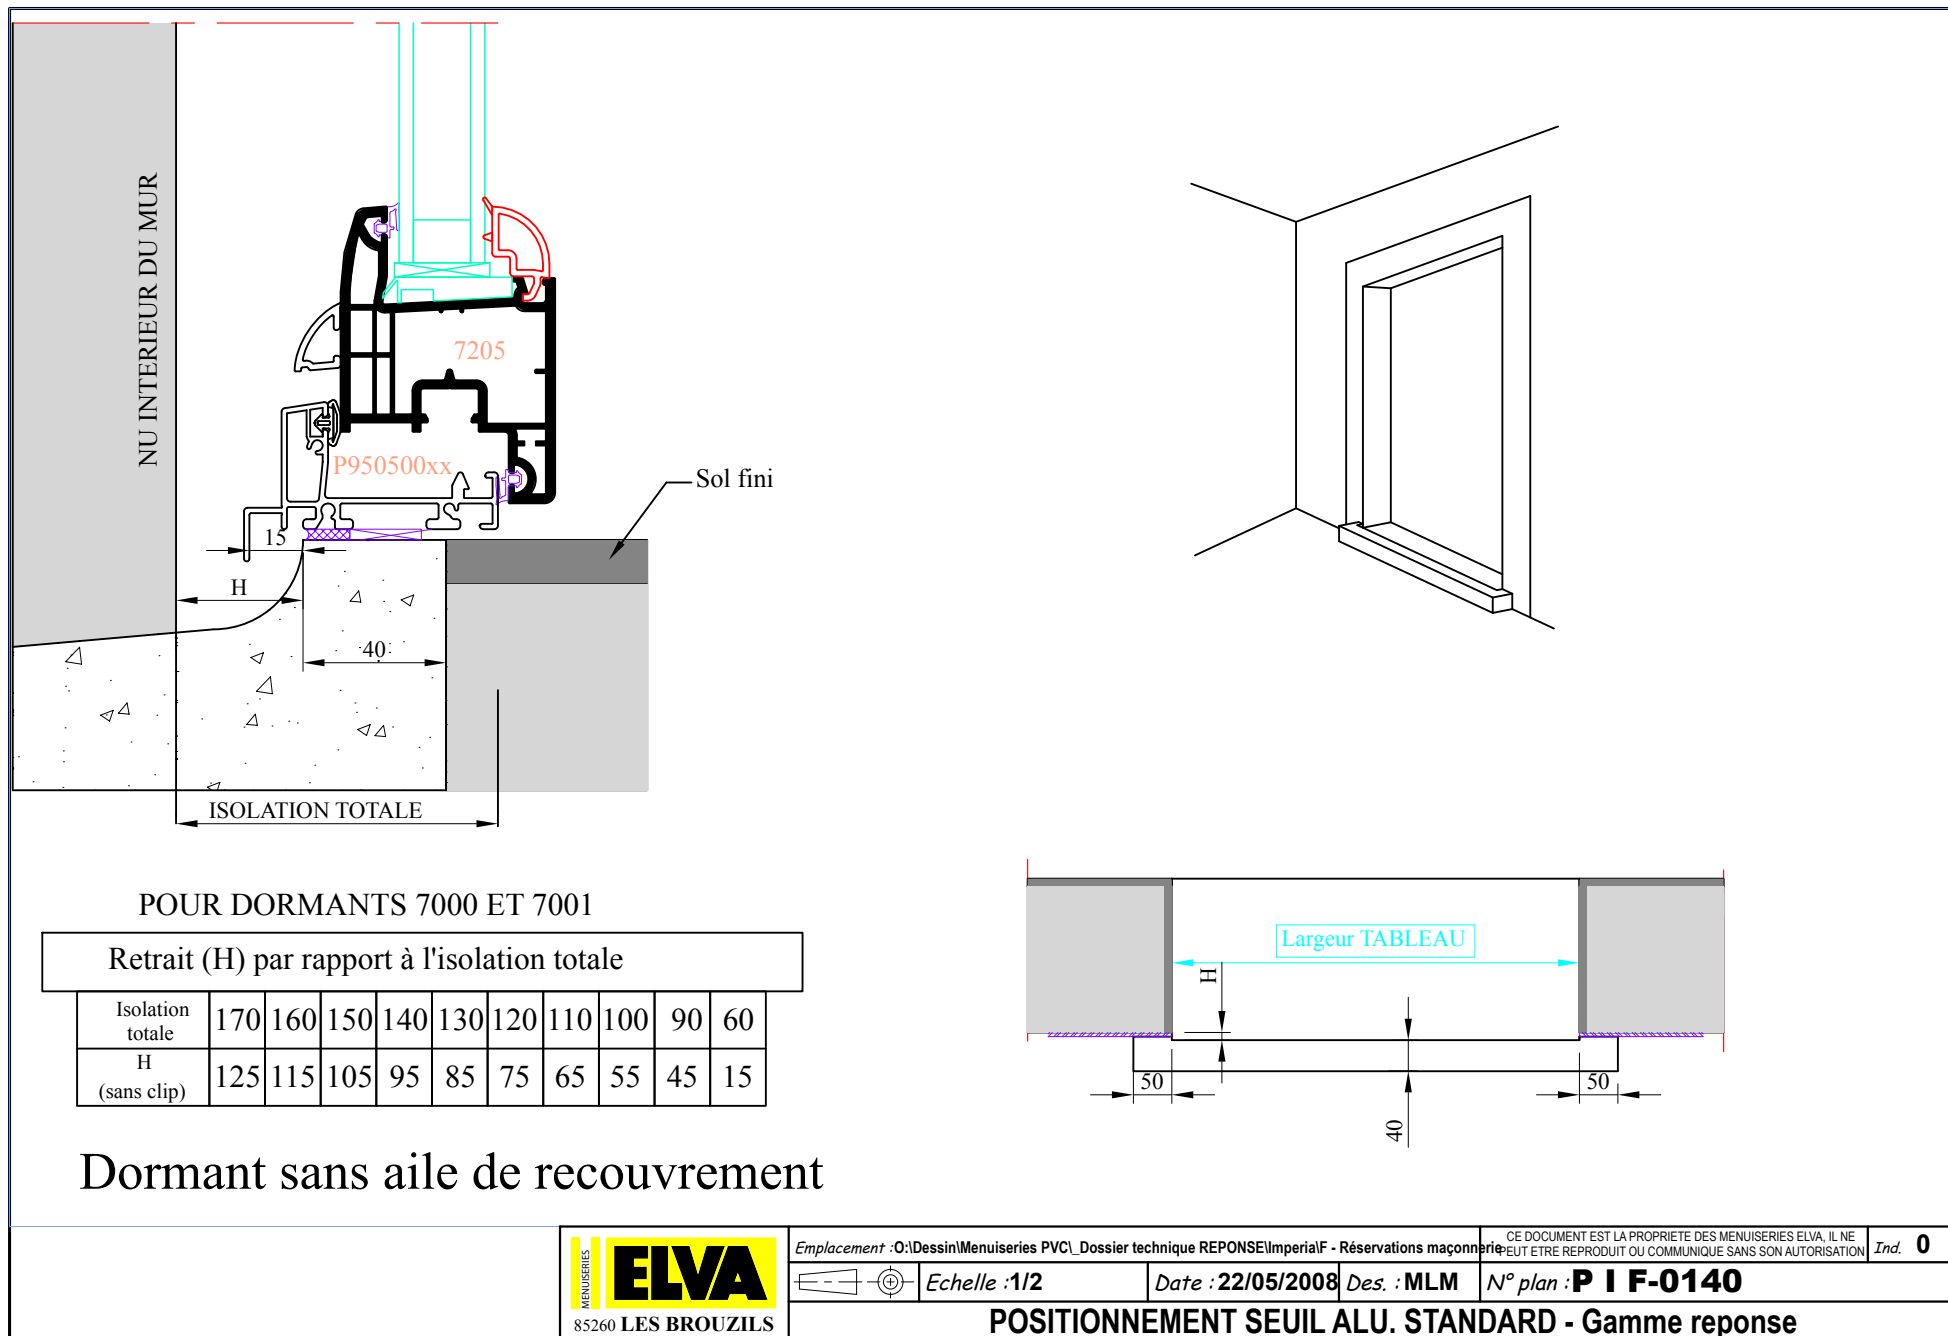 NU INTERIEUR DU MUR
7205
P950500xx
Sol fini
15
H
40
ISOLATION TOTALE
POUR DORMANTS 7000 ET 7001
Retrait (H) par rapport à l'isolation totale
Isolation totale 170 160 150 140 130 120 110 100 90 60
H (sans clip) 125 115 105 95 85 75 65 55 45 15
Dormant sans aile de recouvrement
Largeur TABLEAU
H
50
50
40
MENUISERIES
ELVA
85260 LES BROUZILS
Emplacement : O:\Dessin\Menuiseries PVC\_Dossier technique REPONSE\Imperia\F - Réservations maçonnerie
CE DOCUMENT EST LA PROPRIETE DES MENUISERIES ELVA, IL NE
PEUT ETRE REPRODUIT OU COMMUNIQUE SANS SON AUTORISATION
Ind. 0
Echelle : 1/2
Date : 22/05/2008
Des. : MLM
N° plan : P I F-0140
POSITIONNEMENT SEUIL ALU. STANDARD - Gamme reponse